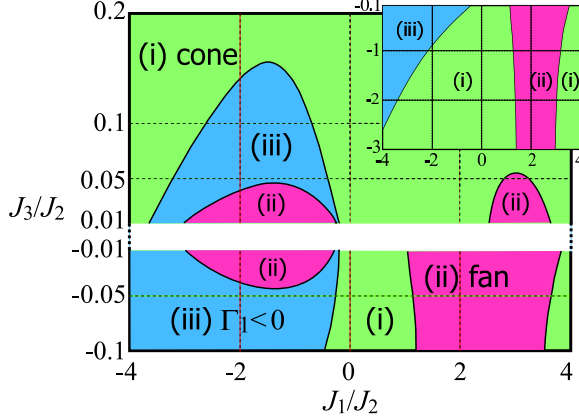 0.2
(i) cone
0.1
(iii)
0.05
(ii)
(ii)
J₃/J₂
0.01
-0.01
(ii)
(ii) fan
-0.05
(iii) Γ₁<0
(i)
-0.1
-4
-2
0
2
4
J₁/J₂
-0.1
(iii)
-1
(i)
(ii)
(i)
-2
-3
-4
-2
0
2
4